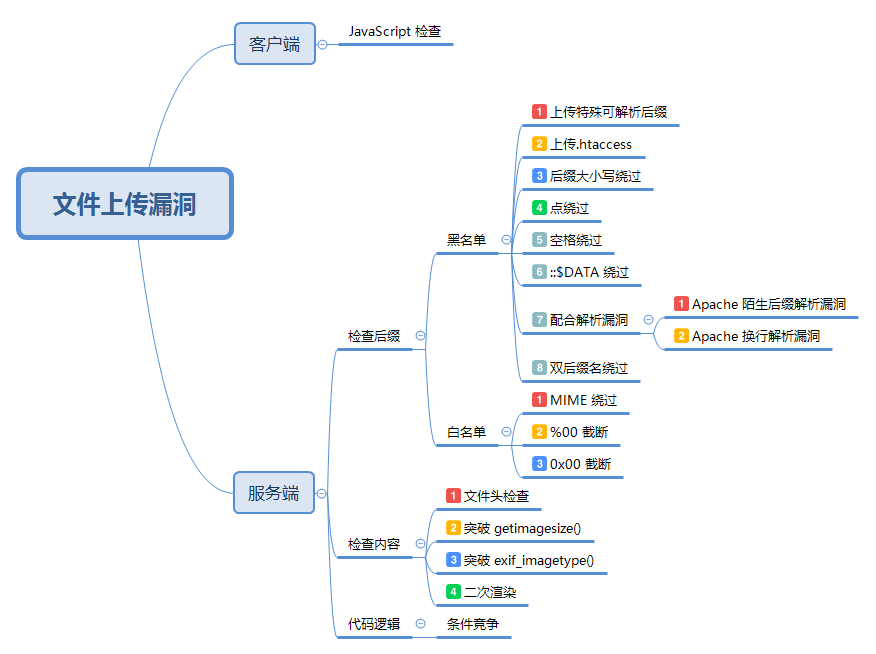 文件上传漏洞
客户端
JavaScript 检查
服务端
检查后缀
黑名单
1 上传特殊可解析后缀
2 上传.htaccess
3 后缀大小写绕过
4 点绕过
5 空格绕过
6 ::$DATA 绕过
7 配合解析漏洞
1 Apache 陌生后缀解析漏洞
2 Apache 换行解析漏洞
8 双后缀名绕过
白名单
1 MIME 绕过
2 %00 截断
3 0x00 截断
检查内容
1 文件头检查
2 突破 getimagesize()
3 突破 exif_imagetype()
4 二次渲染
代码逻辑
条件竞争